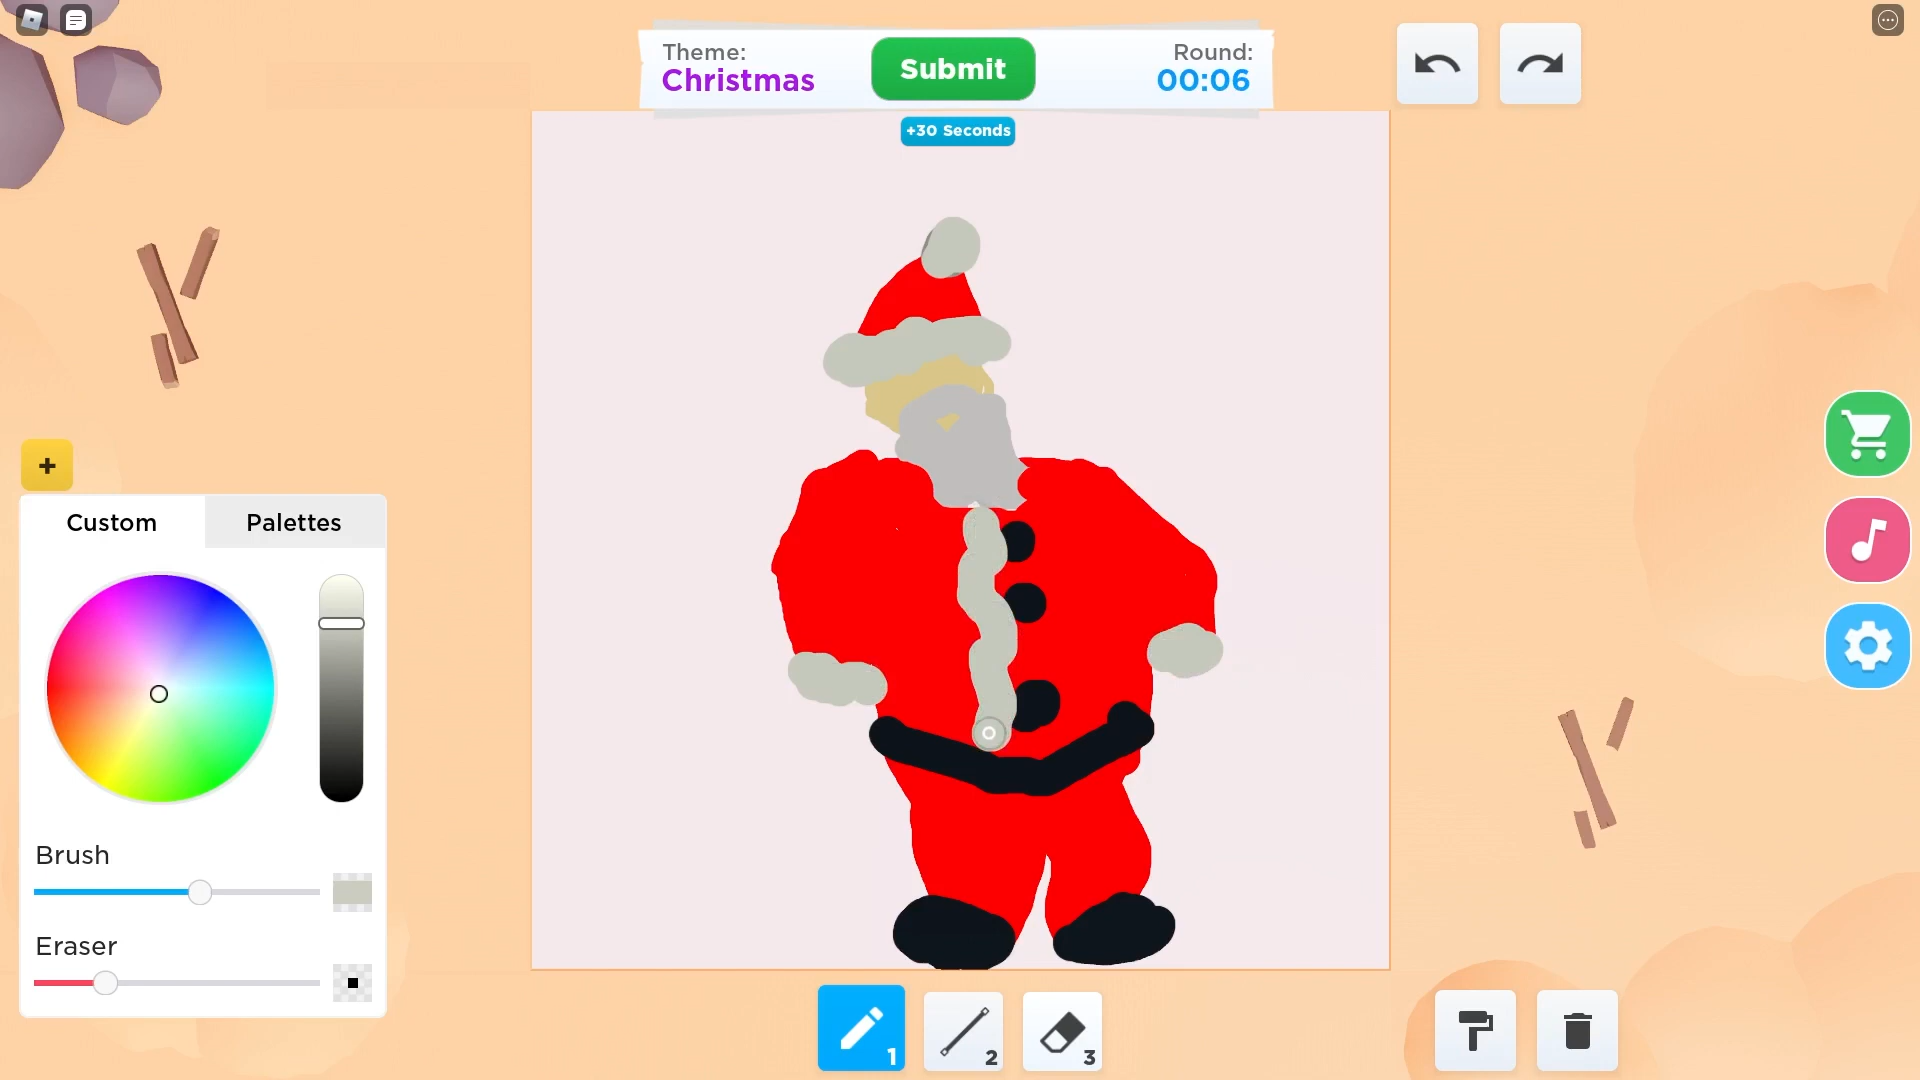 Theme:
Christmas
Submit
Round:
00:06
+30 Seconds
+
Custom
Palettes
Brush
Eraser
1
2
3